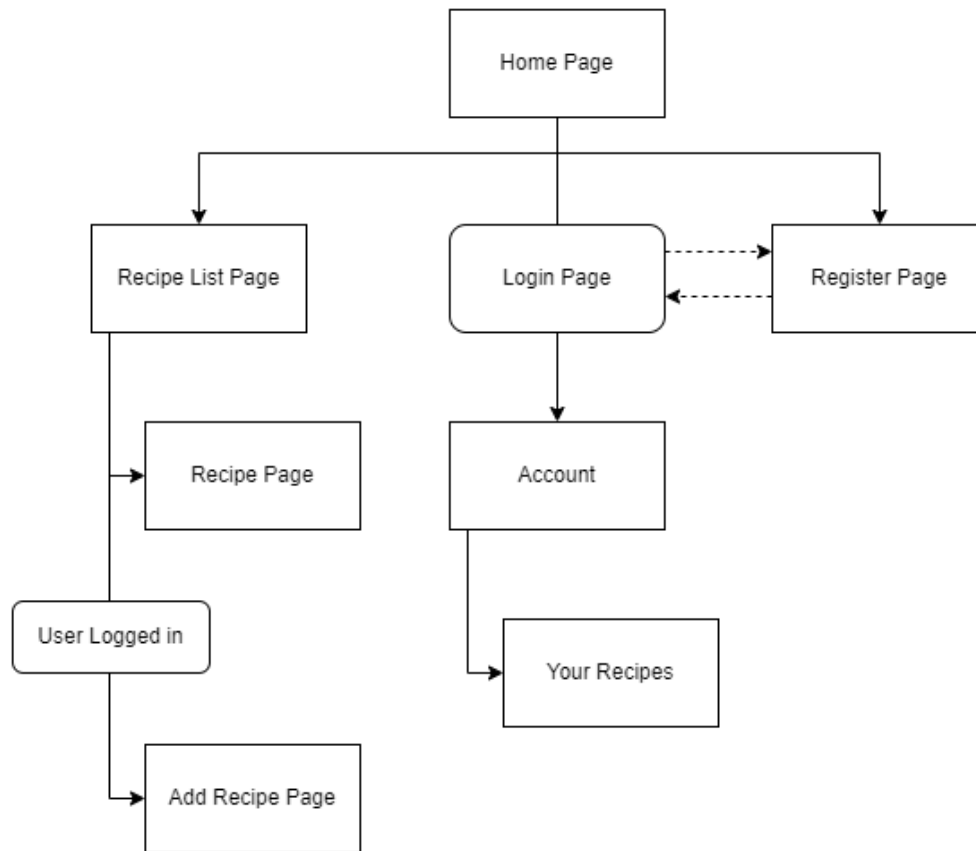 Home Page
Recipe List Page
Login Page
Register Page
Recipe Page
Account
User Logged in
Your Recipes
Add Recipe Page